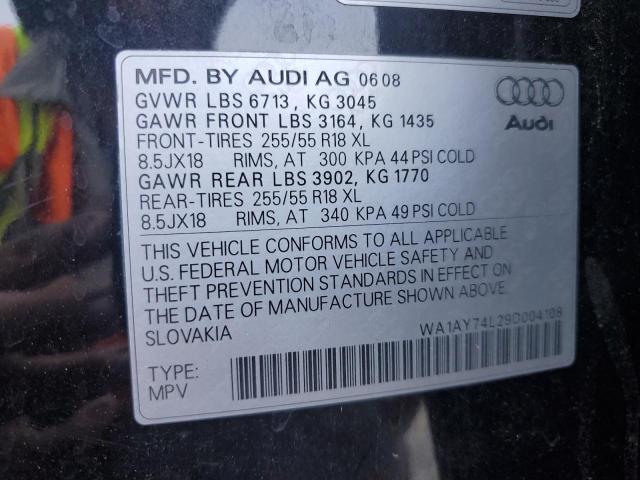 MFD. BY AUDI AG 0608
GVWR LBS 6713, KG 3045
GAWR FRONT LBS 3164, KG 1435
FRONT-TIRES 255/55 R18 XL
8.5JX18 RIMS, AT 300 KPA 44 PSI COLD
GAWR REAR LBS 3902, KG 1770
REAR-TIRES 255/55 R18 XL
8.5JX18 RIMS, AT 340 KPA 49 PSI COLD
Audi
THIS VEHICLE CONFORMS TO ALL APPLICABLE
U.S. FEDERAL MOTOR VEHICLE SAFETY AND
THEFT PREVENTION STANDARDS IN EFFECT ON
THE DATE OF MANUFACTURE SHOWN ABOVE.
SLOVAKIA
WA1AY74L29D004108
TYPE:
MPV